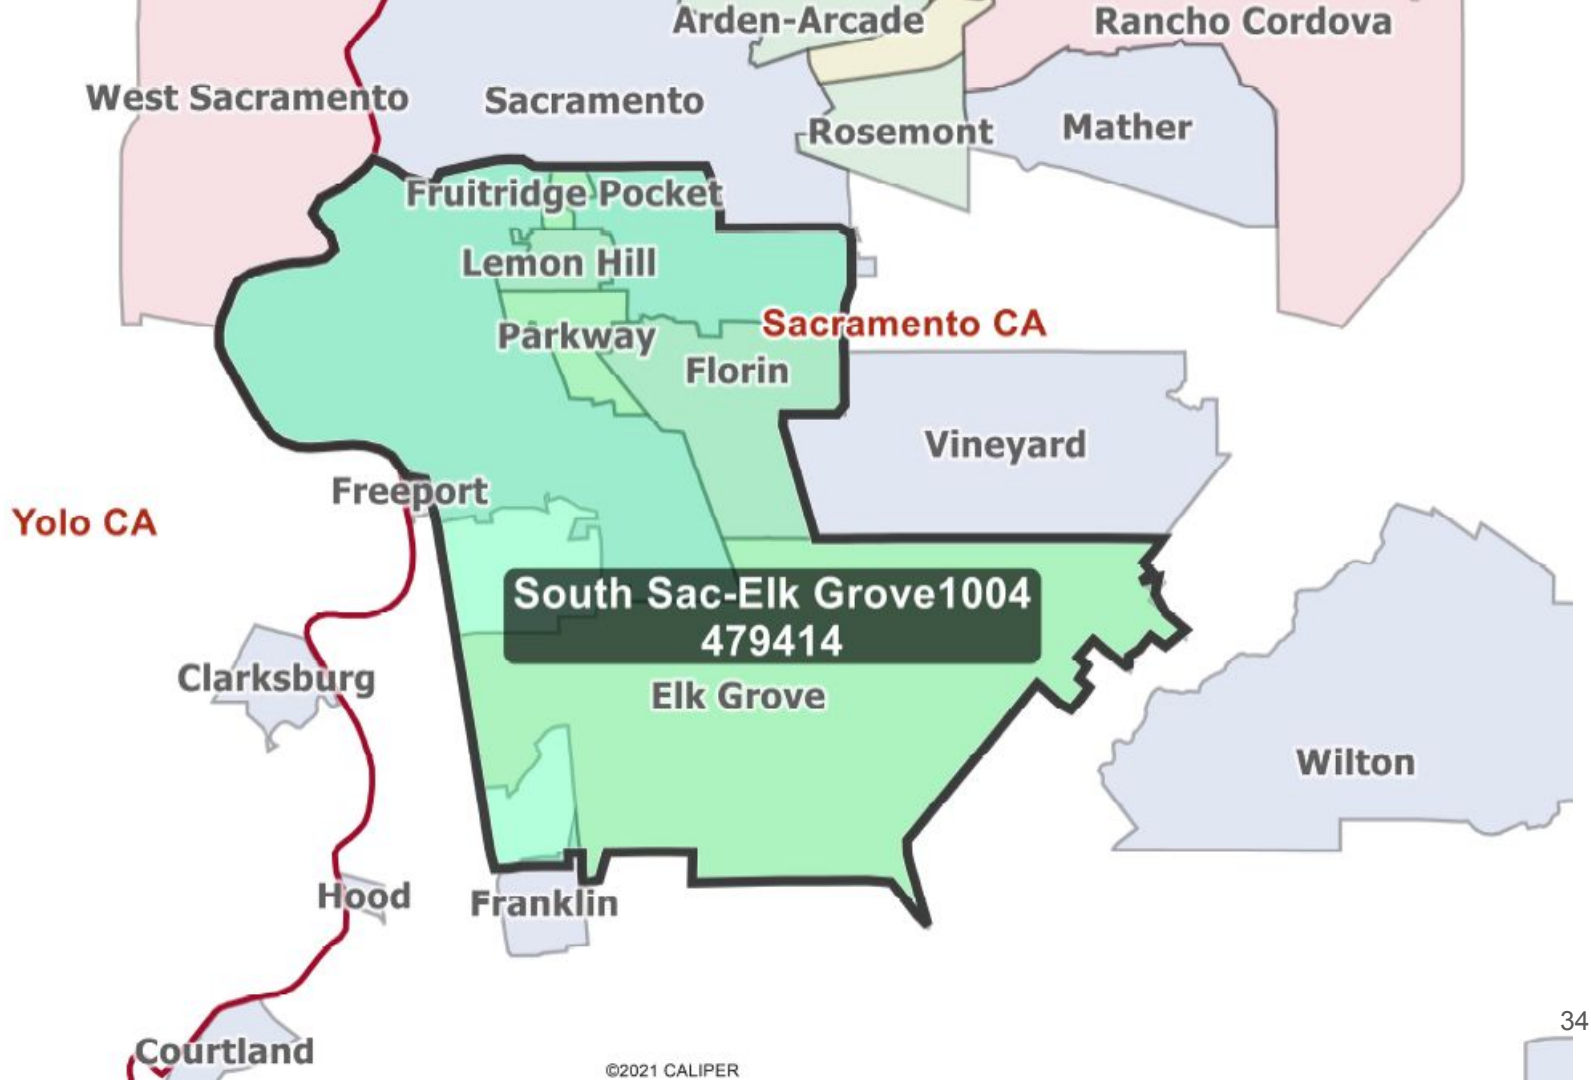 Arden-Arcade
Rancho Cordova
West Sacramento
Sacramento
Rosemont
Mather
Fruitridge Pocket
Lemon Hill
Sacramento CA
Parkway
Florin
Vineyard
Freeport
Yolo CA
South Sac-Elk Grove1004
479414
Clarksburg
Elk Grove
Wilton
Hood
Franklin
34
Courtland
©2021 CALIPER